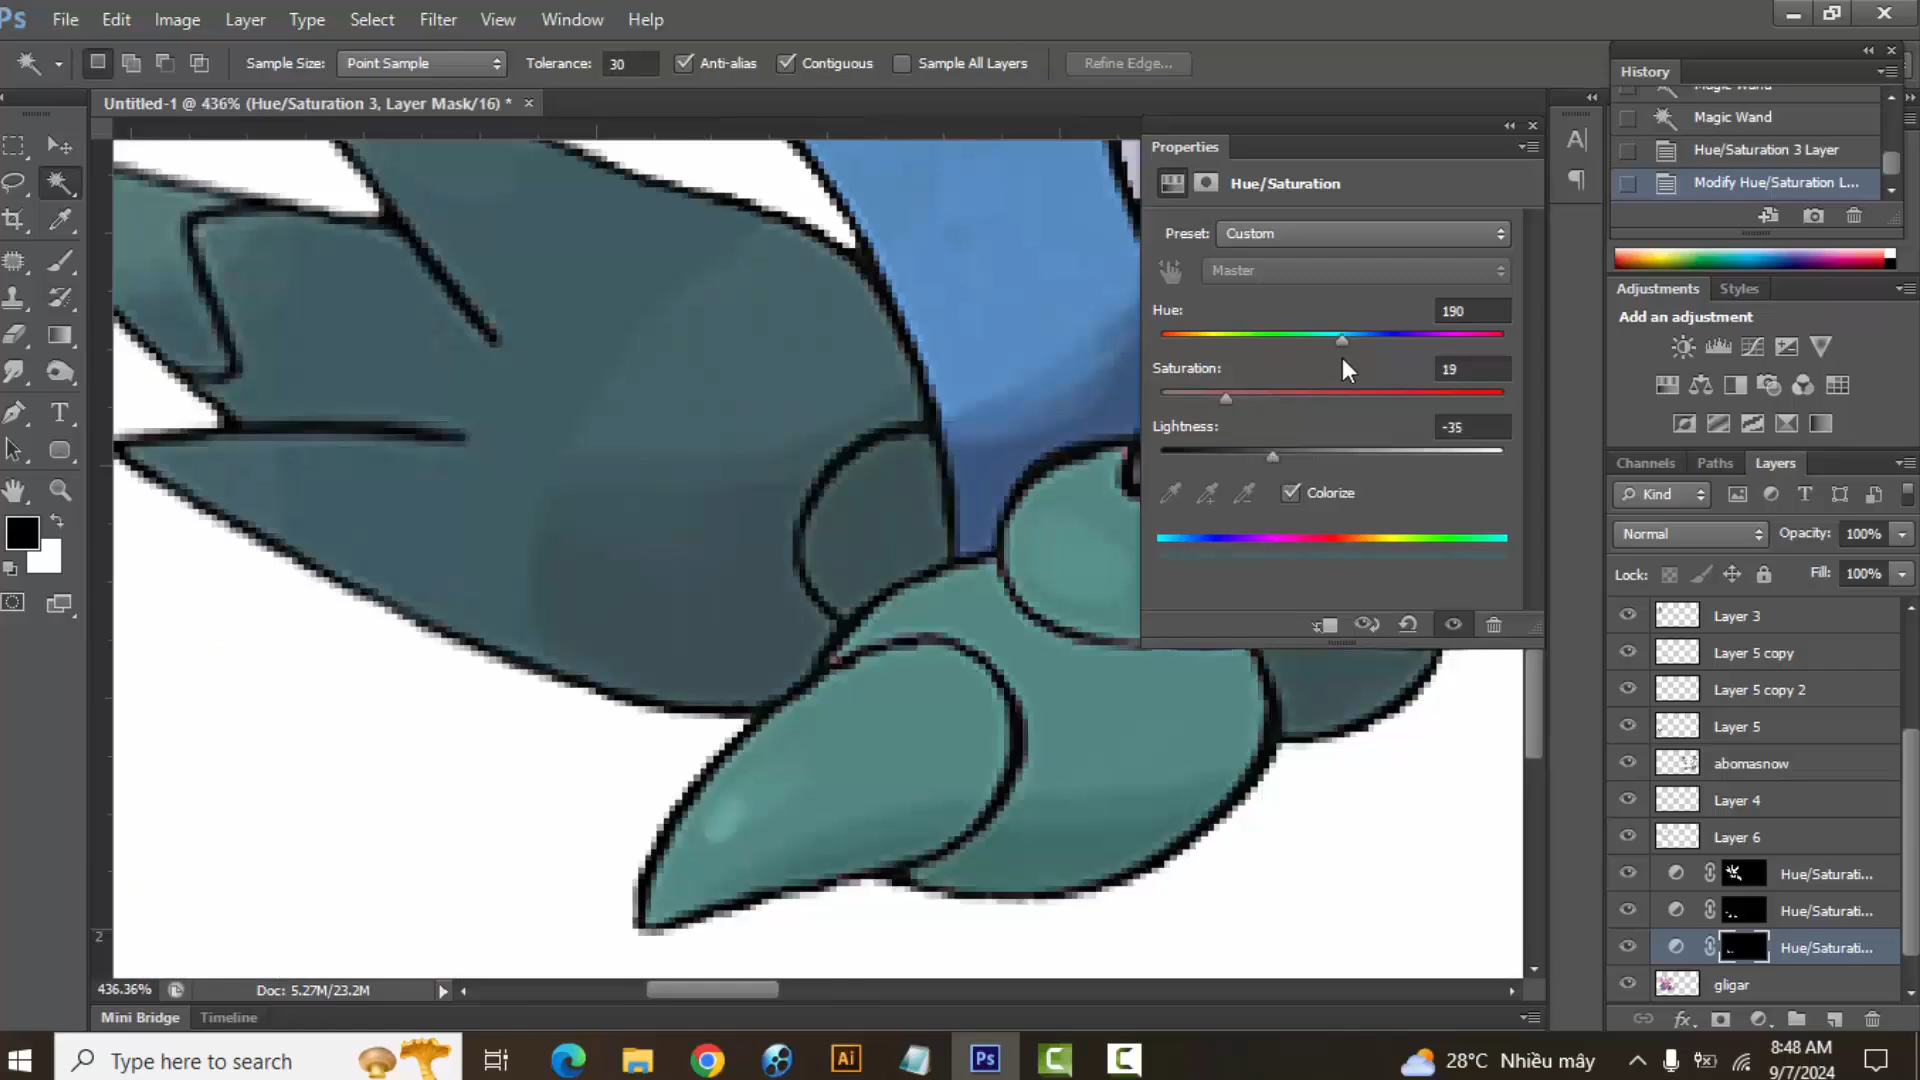 Ps File Edit Image Layer Type Select Filter View Window Help
Sample Size: Point Sample Tolerance: 30 Anti-alias Contiguous Sample All Layers Refine Edge...
Untitled-1 @ 436% (Hue/Saturation 3, Layer Mask/16) * ×
History
Magic Wand
Magic Wand
Hue/Saturation 3 Layer
Modify Hue/Saturation L...
Properties
Hue/Saturation
Preset: Custom
Master
Hue: 190
Saturation: 19
Lightness: -35
Colorize
Adjustments Styles
Add an adjustment
Channels Paths Layers
Kind
Normal Opacity: 100%
Lock: Fill: 100%
Layer 3
Layer 5 copy
Layer 5 copy 2
Layer 5
abomasnow
Layer 4
Layer 6
Hue/Saturati...
Hue/Saturati...
Hue/Saturati...
gligar
2
436.36% Doc: 5.27M/23.2M
Mini Bridge Timeline
Type here to search
Ai
Ps
28°C Nhiều mây
8:48 AM
9/7/2024